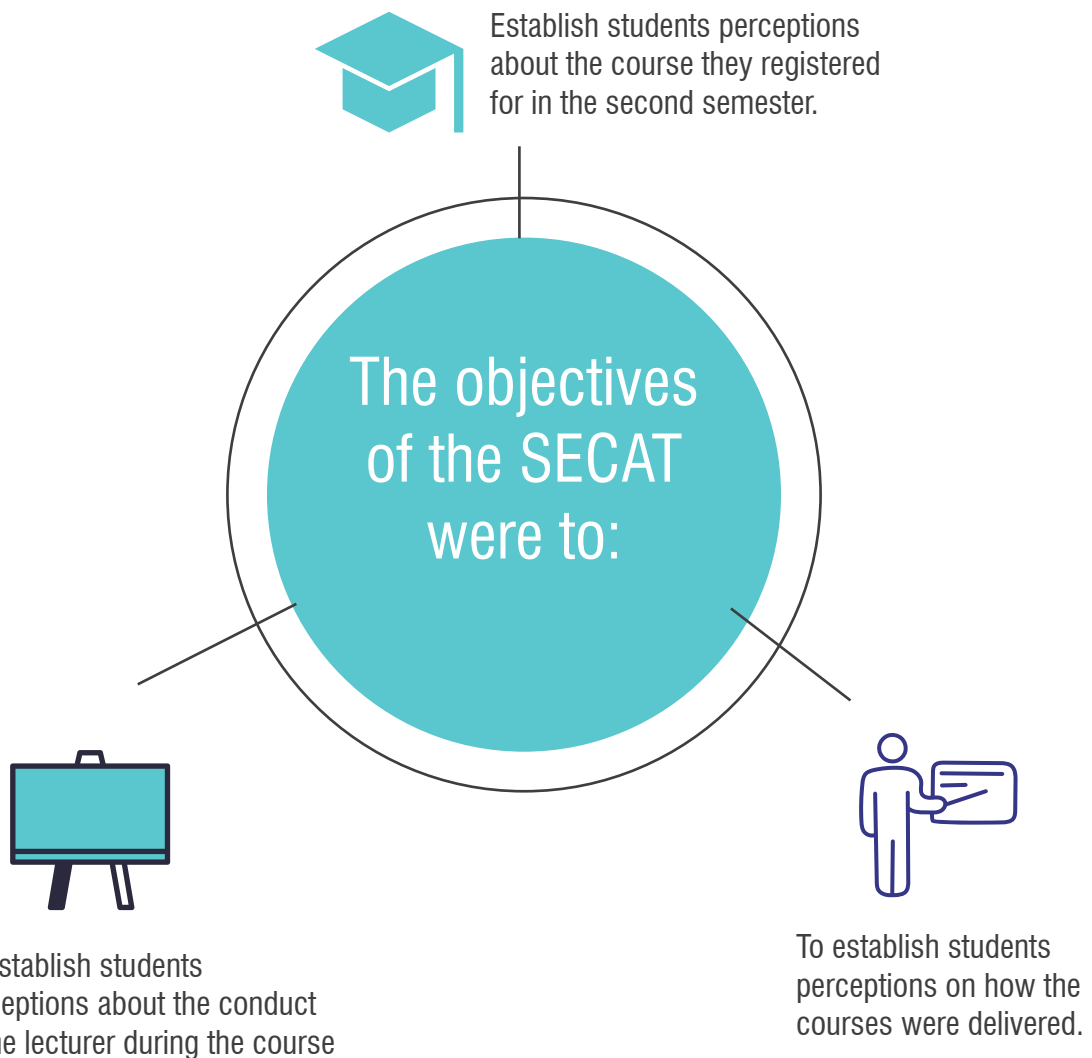 Establish students perceptions
about the course they registered
for in the second semester.
The objectives
of the SECAT
were to:
stablish students
eptions about the conduct
e lecturer during the course
To establish students
perceptions on how the
courses were delivered.